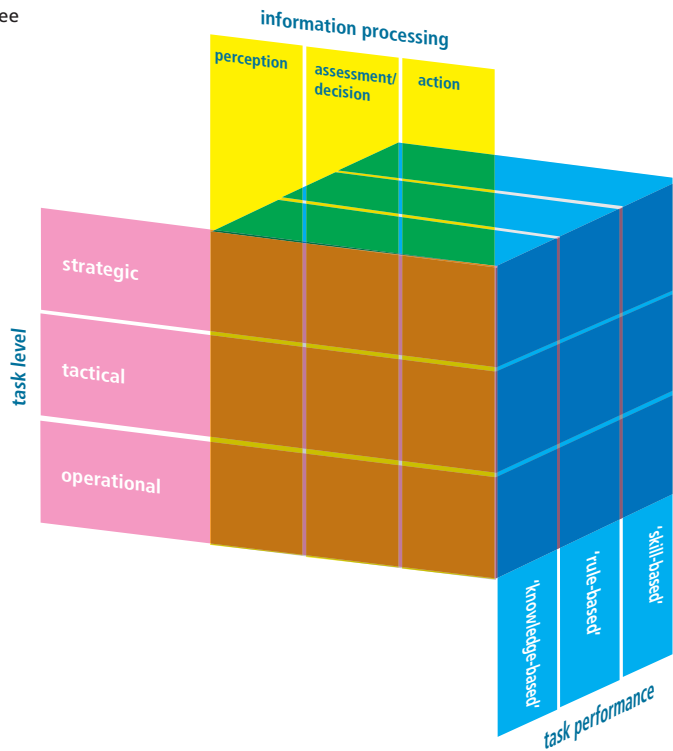 ee
information processing
perception
assessment/
decision
action
strategic
tactical
operational
task level
'knowledge-based'
'rule-based'
'skill-based'
task performance